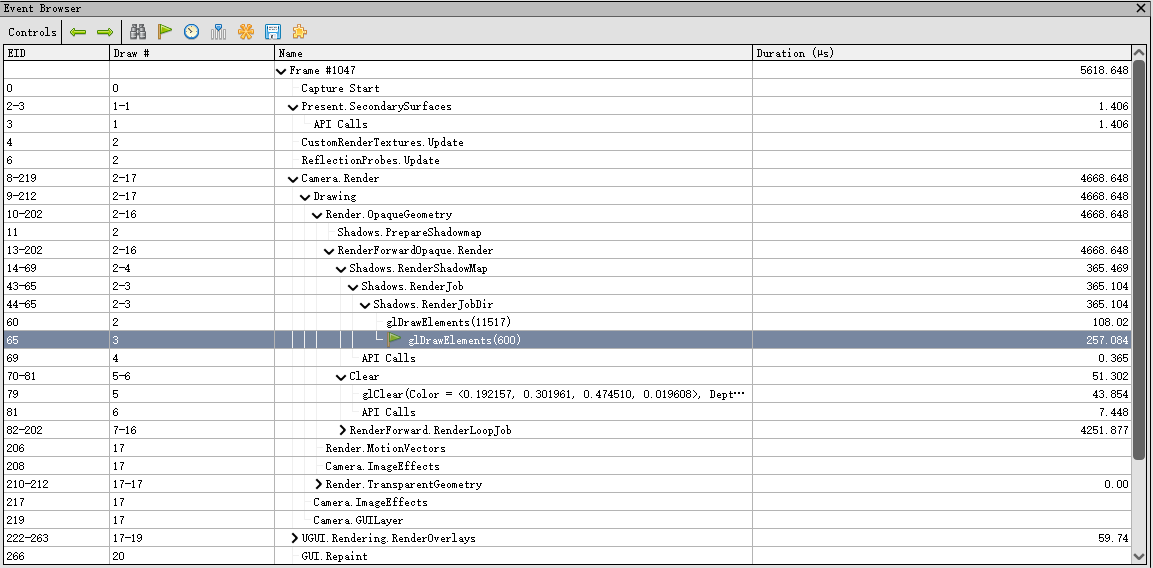 Event Browser
Controls
EID Draw # Name Duration (μs)
Frame #1047 5618.648
0 0 Capture Start
2-3 1-1 Present.SecondarySurfaces 1.406
3 1 API Calls 1.406
4 2 CustomRenderTextures.Update
6 2 ReflectionProbes.Update
8-219 2-17 Camera.Render 4668.648
9-212 2-17 Drawing 4668.648
10-202 2-16 Render.OpaqueGeometry 4668.648
11 2 Shadows.PrepareShadowmap
13-202 2-16 RenderForwardOpaque.Render 4668.648
14-69 2-4 Shadows.RenderShadowMap 365.469
43-65 2-3 Shadows.RenderJob 365.104
44-65 2-3 Shadows.RenderJobDir 365.104
60 2 glDrawElements(11517) 108.02
65 3 glDrawElements(600) 257.084
69 4 API Calls 0.365
70-81 5-6 Clear 51.302
79 5 glClear(Color = <0.192157, 0.301961, 0.474510, 0.019608>, Dept… 43.854
81 6 API Calls 7.448
82-202 7-16 RenderForward.RenderLoopJob 4251.877
206 17 Render.MotionVectors
208 17 Camera.ImageEffects
210-212 17-17 Render.TransparentGeometry 0.00
217 17 Camera.ImageEffects
219 17 Camera.GUILayer
222-263 17-19 UGUI.Rendering.RenderOverlays 59.74
266 20 GUI.Repaint